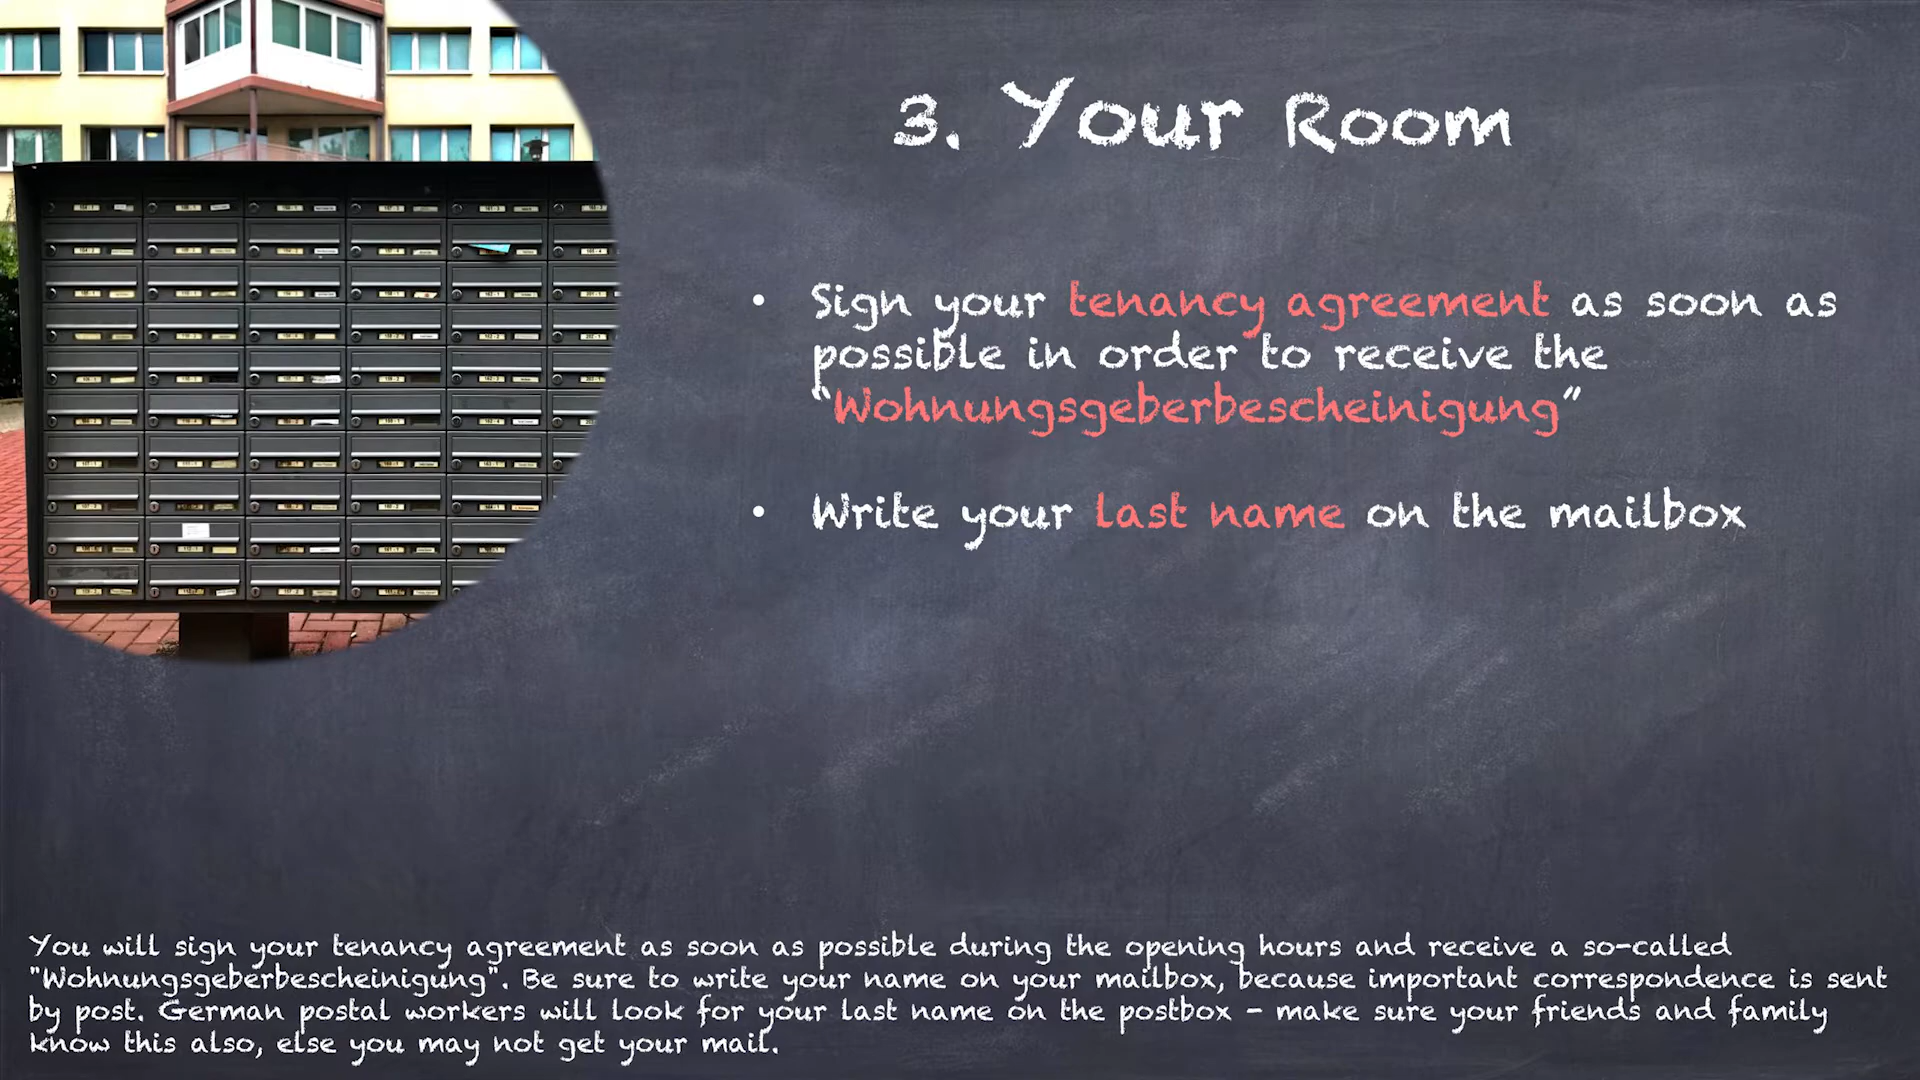 3. Your Room
• Sign your tenancy agreement as soon as
possible in order to receive the
“Wohnungsgeberbescheinigung”
• Write your last name on the mailbox
You will sign your tenancy agreement as soon as possible during the opening hours and receive a so-called
"Wohnungsgeberbescheinigung". Be sure to write your name on your mailbox, because important correspondence is sent
by post. German postal workers will look for your last name on the postbox - make sure your friends and family
know this also, else you may not get your mail.